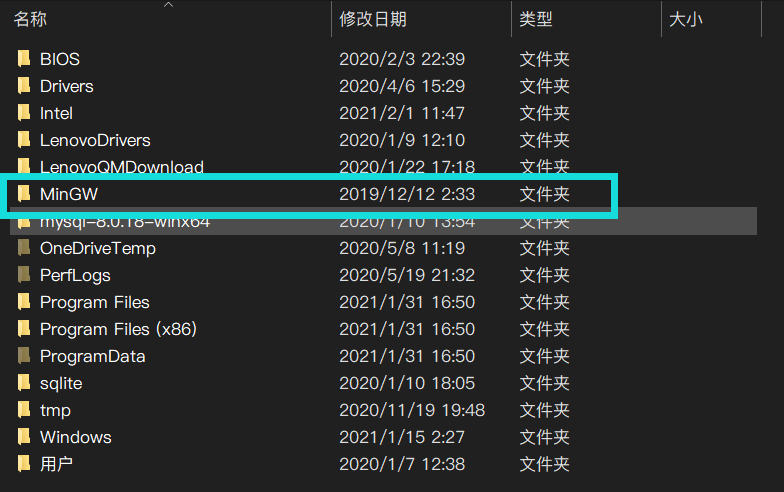 名称 修改日期 类型 大小
BIOS 2020/2/3 22:39 文件夹
Drivers 2020/4/6 15:29 文件夹
Intel 2021/2/1 11:47 文件夹
LenovoDrivers 2020/1/9 12:10 文件夹
LenovoQMDownload 2020/1/22 17:18 文件夹
MinGW 2019/12/12 2:33 文件夹
mysql-8.0.18-winx64 2020/1/10 13:54 文件夹
OneDriveTemp 2020/5/8 11:19 文件夹
PerfLogs 2020/5/19 21:32 文件夹
Program Files 2021/1/31 16:50 文件夹
Program Files (x86) 2021/1/31 16:50 文件夹
ProgramData 2021/1/31 16:50 文件夹
sqlite 2020/1/10 18:05 文件夹
tmp 2020/11/19 19:48 文件夹
Windows 2021/1/15 2:27 文件夹
用户 2020/1/7 12:38 文件夹